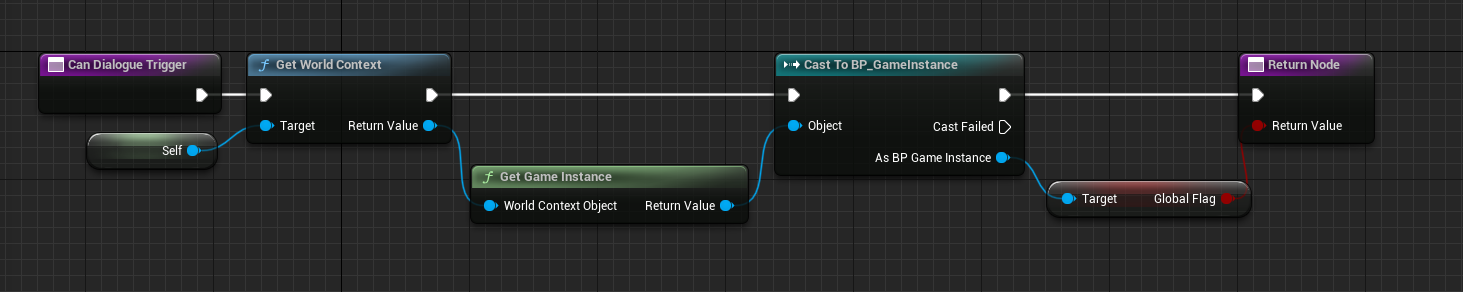 Can Dialogue Trigger
Self
f Get World Context
Target Return Value
f Get Game Instance
World Context Object Return Value
Cast To BP_GameInstance
Object Cast Failed
As BP Game Instance
Target Global Flag
Return Node
Return Value